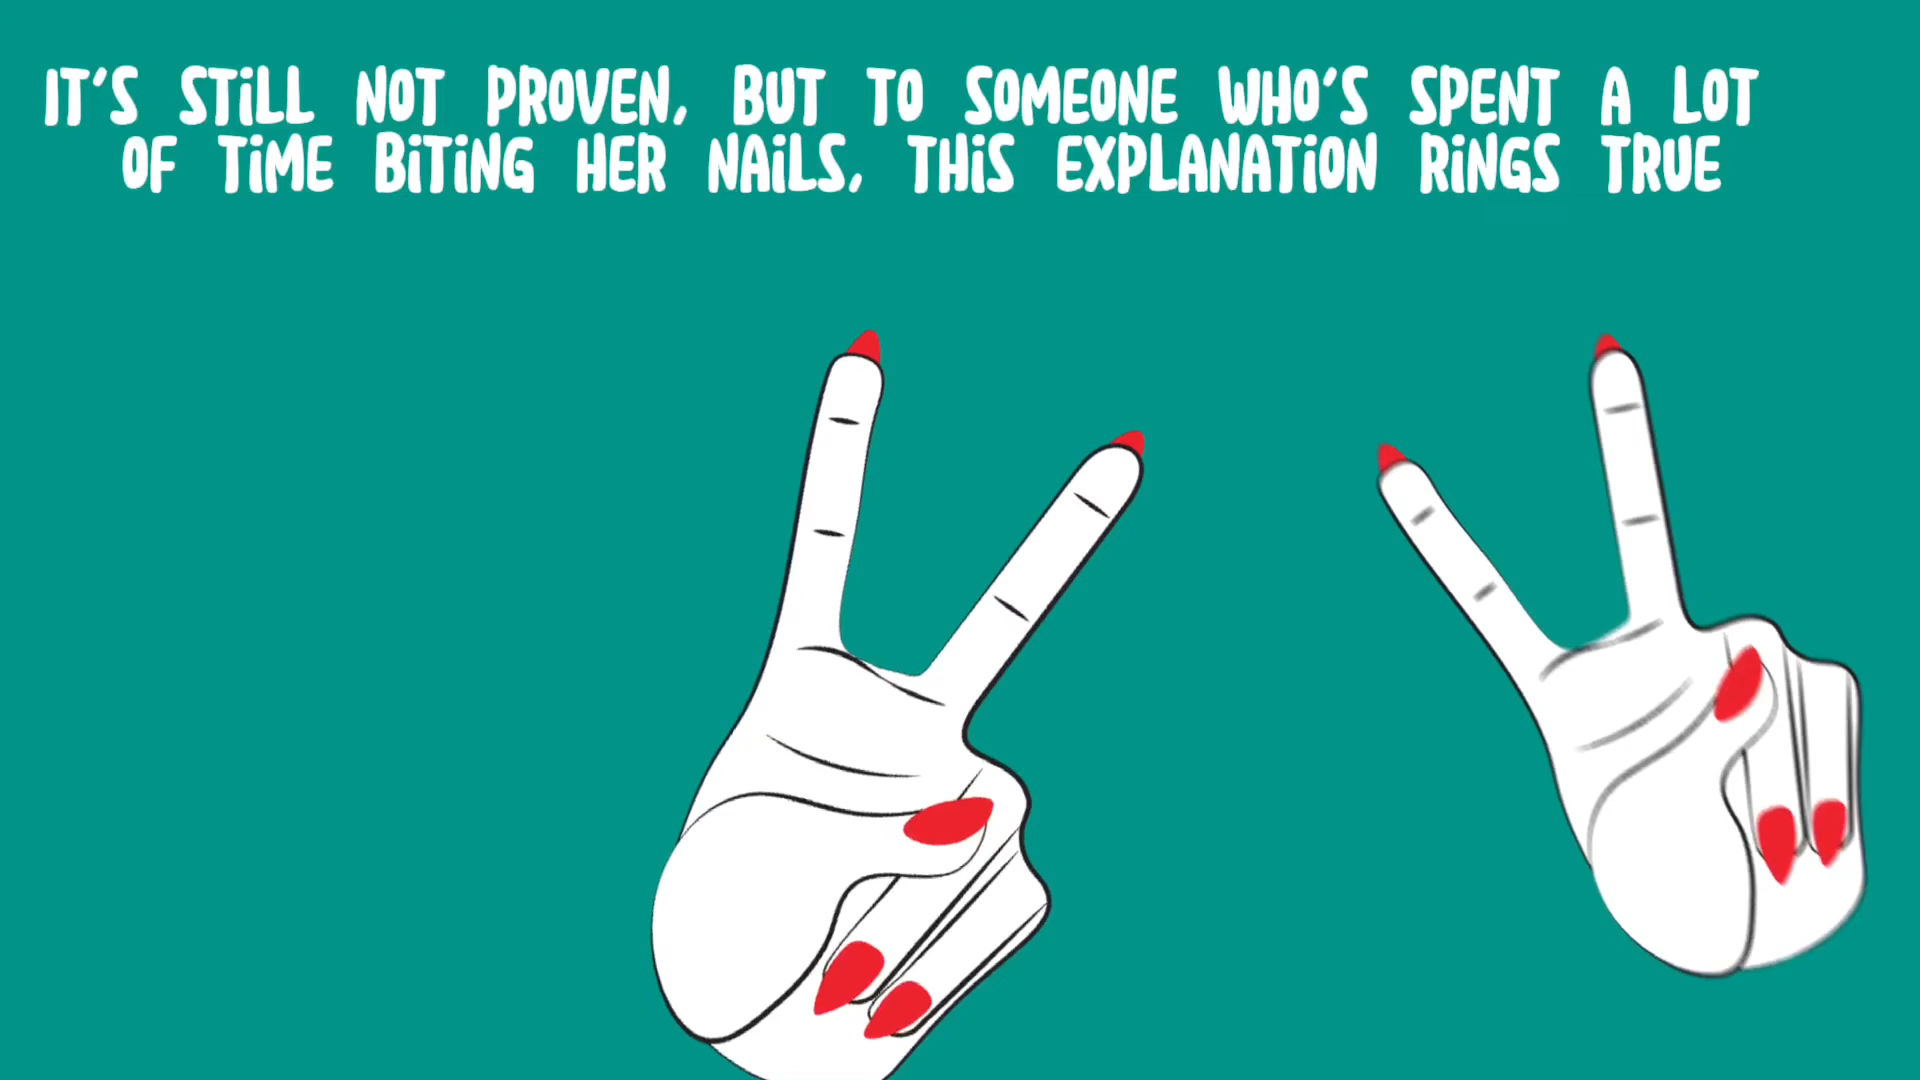 IT'S STiLL NOT PROVEN, BUT TO SOMEONE WHO'S SPENT A LOT
OF TiME BiTiNG HER NAiLS, THiS EXPLANATiON RiNGS TRUE